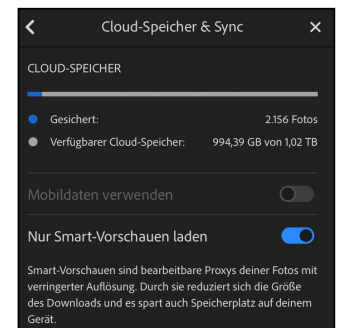 Cloud-Speicher & Sync
CLOUD-SPEICHER
Gesichert: 2.156 Fotos
Verfügbarer Cloud-Speicher: 994,39 GB von 1,02 TB
Mobildaten verwenden
Nur Smart-Vorschauen laden
Smart-Vorschauen sind bearbeitbare Proxys deiner Fotos mit
verringerter Auflösung. Durch sie reduziert sich die Größe
des Downloads und es spart auch Speicherplatz auf deinem
Gerät.